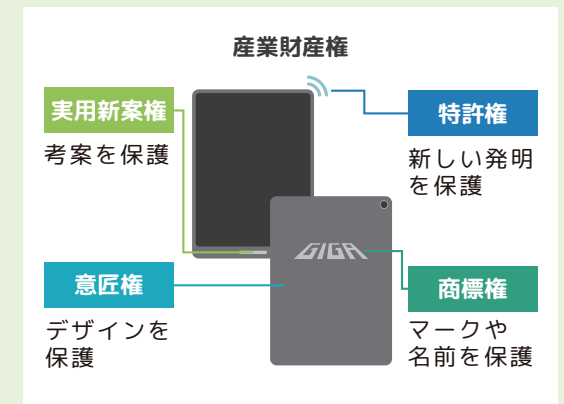 産業財産権
実用新案権
考案を保護
特許権
新しい発明
を保護
GIGA
意匠権
デザインを
保護
商標権
マークや
名前を保護